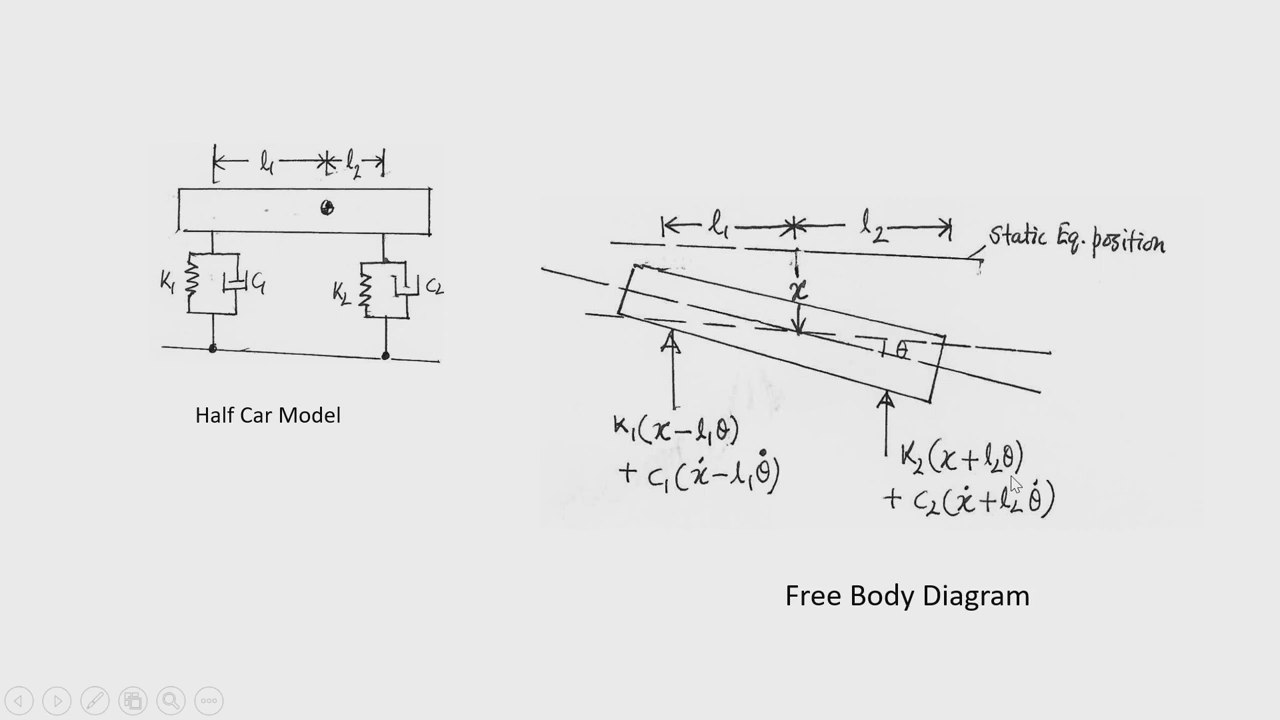 l₁ l₂
K₁ C₁ K₂ C₂
Half Car Model
l₁ l₂
Static Eq. position
x
θ
K₁(x−l₁θ)
+ C₁(ẋ−l₁θ̇)
K₂(x+l₂θ)
+ C₂(ẋ+l₂θ̇)
Free Body Diagram